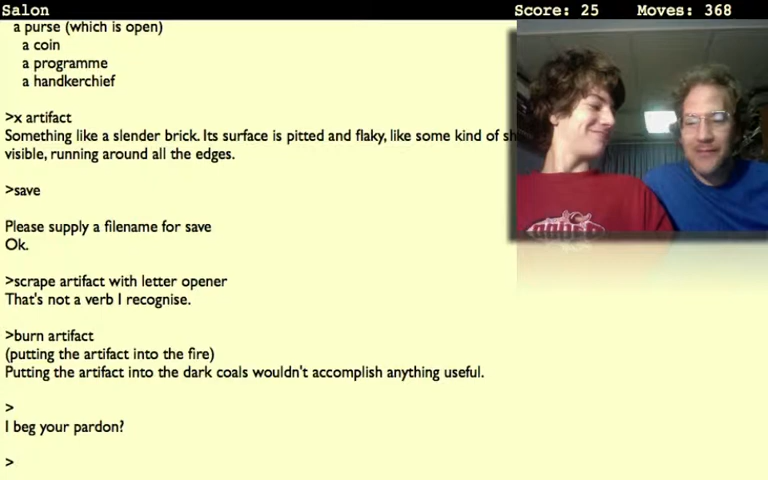 Salon Score: 25 Moves: 368
a purse (which is open)
a coin
a programme
a handkerchief
>x artifact
Something like a slender brick. Its surface is pitted and flaky, like some kind of
visible, running around all the edges.
>save
Please supply a filename for save
Ok.
>scrape artifact with letter opener
That's not a verb I recognise.
>burn artifact
(putting the artifact into the fire)
Putting the artifact into the dark coals wouldn't accomplish anything useful.
>
I beg your pardon?
>